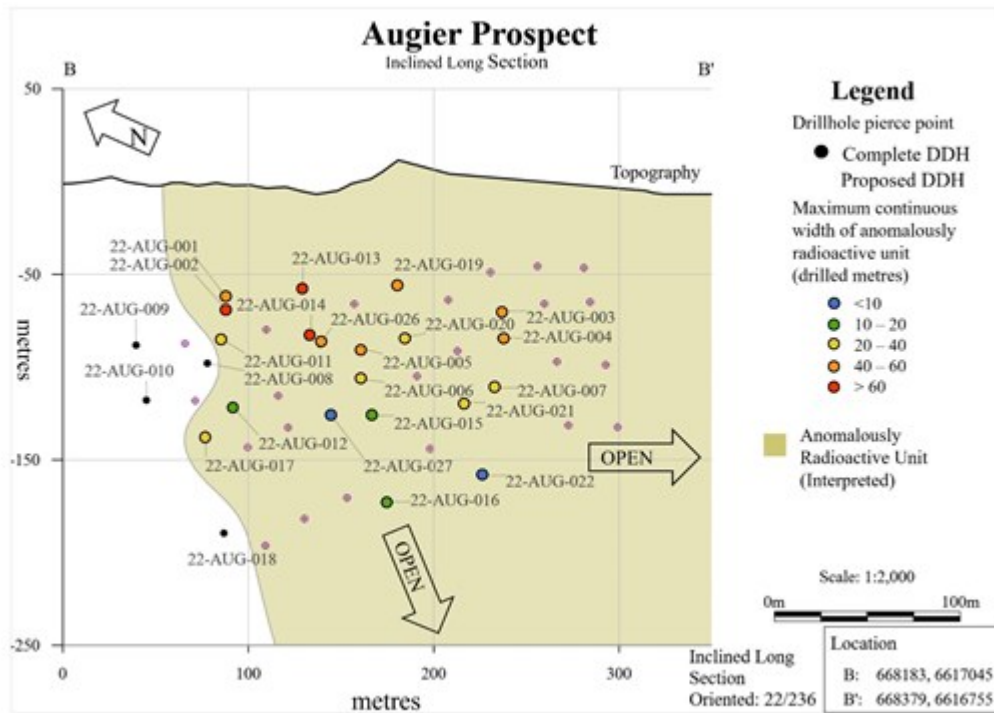 Augier Prospect
Inclined Long Section
B
B'
50
N
Topography
22-AUG-001
22-AUG-002
22-AUG-013
22-AUG-019
-50
22-AUG-009
22-AUG-014
22-AUG-026
22-AUG-020
22-AUG-003
22-AUG-004
22-AUG-011
22-AUG-005
22-AUG-010
22-AUG-008
22-AUG-006
22-AUG-007
22-AUG-021
22-AUG-012
22-AUG-015
22-AUG-017
22-AUG-027
-150
OPEN
22-AUG-022
22-AUG-016
OPEN
22-AUG-018
-250
metres
0
100
200
300
metres
Legend
Drillhole pierce point
Complete DDH
Proposed DDH
Maximum continuous
width of anomalously
radioactive unit
(drilled metres)
<10
10 – 20
20 – 40
40 – 60
> 60
Anomalously
Radioactive Unit
(Interpreted)
Scale: 1:2,000
0m
100m
Inclined Long
Section
Oriented: 22/236
Location
B: 668183, 6617045
B': 668379, 6616755